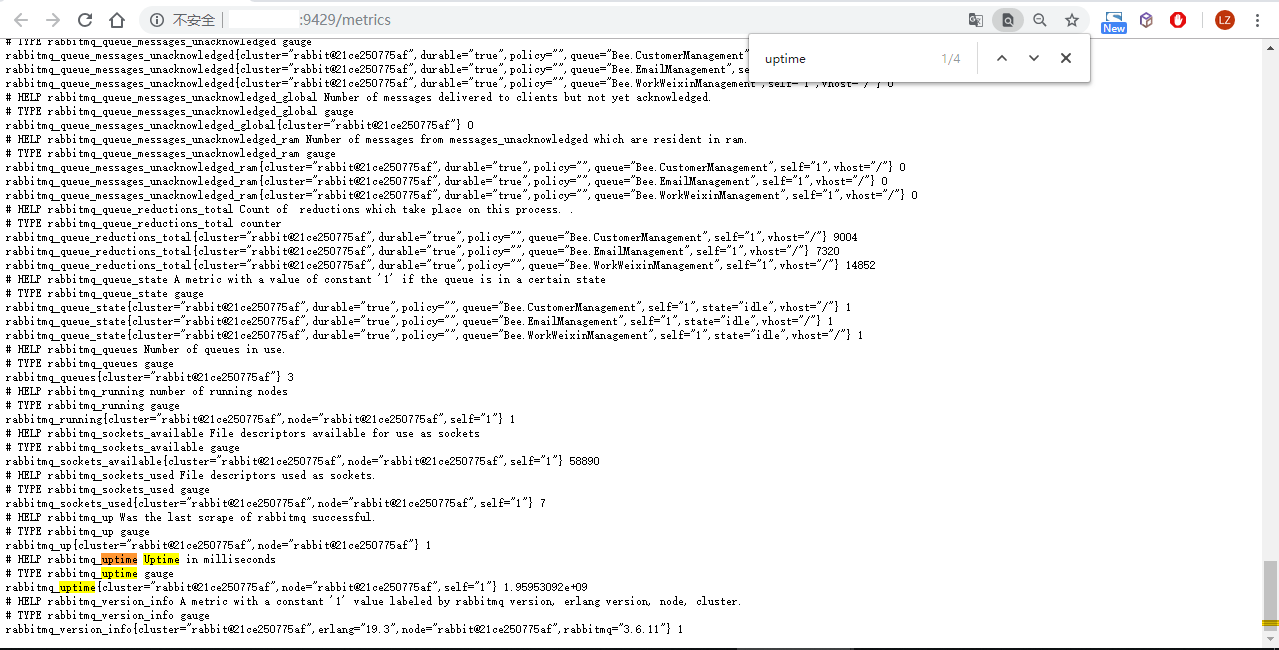 不安全 | :9429/metrics
New
LZ
uptime 1/4
# TYPE rabbitmq_queue_messages_unacknowledged gauge
rabbitmq_queue_messages_unacknowledged{cluster="rabbit@21ce250775af",durable="true",policy="",queue="Bee.CustomerManagement"
rabbitmq_queue_messages_unacknowledged{cluster="rabbit@21ce250775af",durable="true",policy="",queue="Bee.EmailManagement",se
rabbitmq_queue_messages_unacknowledged{cluster="rabbit@21ce250775af",durable="true",policy="",queue="Bee.WorkWeixinManagement",self="1",vhost="/"} 0
# HELP rabbitmq_queue_messages_unacknowledged_global Number of messages delivered to clients but not yet acknowledged.
# TYPE rabbitmq_queue_messages_unacknowledged_global gauge
rabbitmq_queue_messages_unacknowledged_global{cluster="rabbit@21ce250775af"} 0
# HELP rabbitmq_queue_messages_unacknowledged_ram Number of messages from messages_unacknowledged which are resident in ram.
# TYPE rabbitmq_queue_messages_unacknowledged_ram gauge
rabbitmq_queue_messages_unacknowledged_ram{cluster="rabbit@21ce250775af",durable="true",policy="",queue="Bee.CustomerManagement",self="1",vhost="/"} 0
rabbitmq_queue_messages_unacknowledged_ram{cluster="rabbit@21ce250775af",durable="true",policy="",queue="Bee.EmailManagement",self="1",vhost="/"} 0
rabbitmq_queue_messages_unacknowledged_ram{cluster="rabbit@21ce250775af",durable="true",policy="",queue="Bee.WorkWeixinManagement",self="1",vhost="/"} 0
# HELP rabbitmq_queue_reductions_total Count of  reductions which take place on this process. .
# TYPE rabbitmq_queue_reductions_total counter
rabbitmq_queue_reductions_total{cluster="rabbit@21ce250775af",durable="true",policy="",queue="Bee.CustomerManagement",self="1",vhost="/"} 9004
rabbitmq_queue_reductions_total{cluster="rabbit@21ce250775af",durable="true",policy="",queue="Bee.EmailManagement",self="1",vhost="/"} 7320
rabbitmq_queue_reductions_total{cluster="rabbit@21ce250775af",durable="true",policy="",queue="Bee.WorkWeixinManagement",self="1",vhost="/"} 14852
# HELP rabbitmq_queue_state A metric with a value of constant '1' if the queue is in a certain state
# TYPE rabbitmq_queue_state gauge
rabbitmq_queue_state{cluster="rabbit@21ce250775af",durable="true",policy="",queue="Bee.CustomerManagement",self="1",state="idle",vhost="/"} 1
rabbitmq_queue_state{cluster="rabbit@21ce250775af",durable="true",policy="",queue="Bee.EmailManagement",self="1",state="idle",vhost="/"} 1
rabbitmq_queue_state{cluster="rabbit@21ce250775af",durable="true",policy="",queue="Bee.WorkWeixinManagement",self="1",state="idle",vhost="/"} 1
# HELP rabbitmq_queues Number of queues in use.
# TYPE rabbitmq_queues gauge
rabbitmq_queues{cluster="rabbit@21ce250775af"} 3
# HELP rabbitmq_running number of running nodes
# TYPE rabbitmq_running gauge
rabbitmq_running{cluster="rabbit@21ce250775af",node="rabbit@21ce250775af",self="1"} 1
# HELP rabbitmq_sockets_available File descriptors available for use as sockets
# TYPE rabbitmq_sockets_available gauge
rabbitmq_sockets_available{cluster="rabbit@21ce250775af",node="rabbit@21ce250775af",self="1"} 58890
# HELP rabbitmq_sockets_used File descriptors used as sockets.
# TYPE rabbitmq_sockets_used gauge
rabbitmq_sockets_used{cluster="rabbit@21ce250775af",node="rabbit@21ce250775af",self="1"} 7
# HELP rabbitmq_up Was the last scrape of rabbitmq successful.
# TYPE rabbitmq_up gauge
rabbitmq_up{cluster="rabbit@21ce250775af",node="rabbit@21ce250775af"} 1
# HELP rabbitmq_uptime Uptime in milliseconds
# TYPE rabbitmq_uptime gauge
rabbitmq_uptime{cluster="rabbit@21ce250775af",node="rabbit@21ce250775af",self="1"} 1.95953092e+09
# HELP rabbitmq_version_info A metric with a constant '1' value labeled by rabbitmq version, erlang version, node, cluster.
# TYPE rabbitmq_version_info gauge
rabbitmq_version_info{cluster="rabbit@21ce250775af",erlang="19.3",node="rabbit@21ce250775af",rabbitmq="3.6.11"} 1